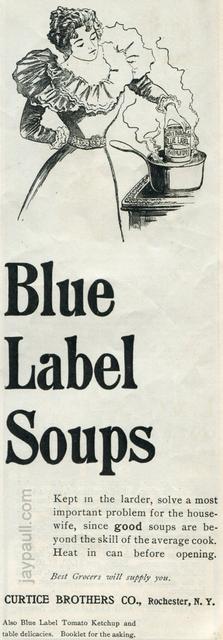 BLUE LABEL
Blue
Label
Soups
Kept in the larder, solve a most
important problem for the house-
wife, since good soups are be-
yond the skill of the average cook.
Heat in can before opening.
Best Grocers will supply you.
CURTICE BROTHERS CO., Rochester, N. Y.
Also Blue Label Tomato Ketchup and
table delicacies. Booklet for the asking.
jaypaull.com